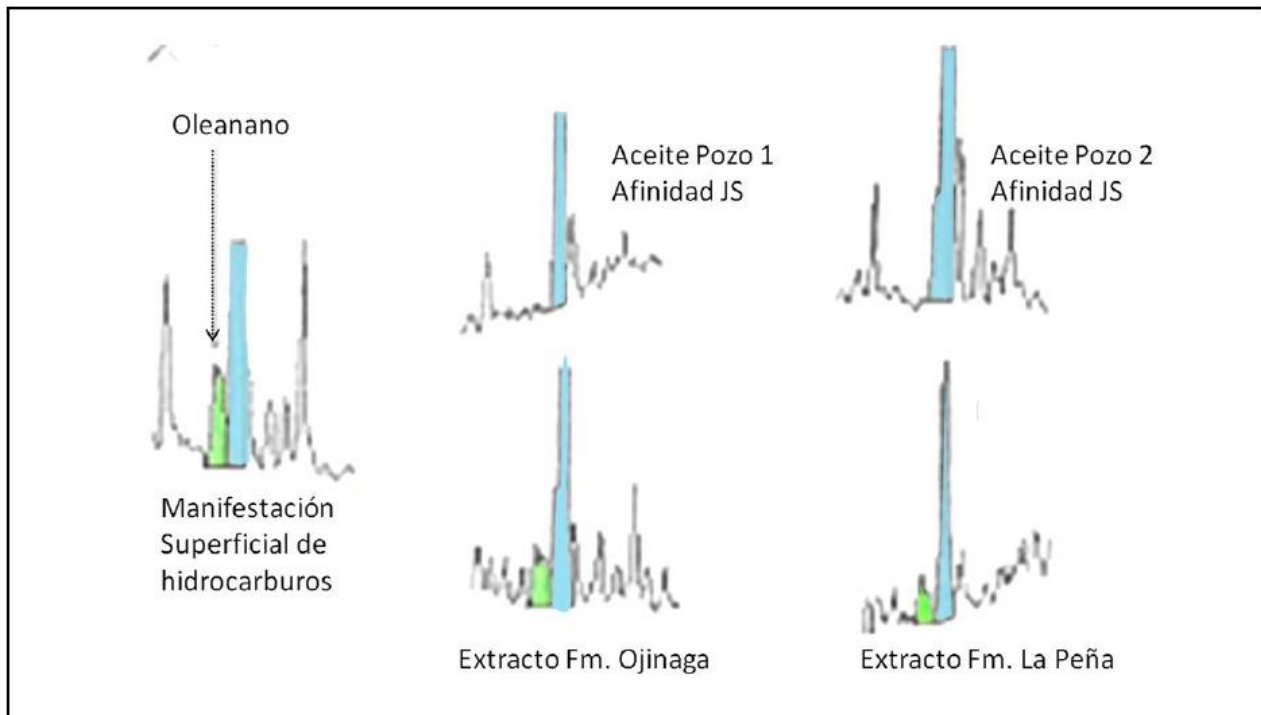 Oleanano
Aceite Pozo 1
Afinidad JS
Aceite Pozo 2
Afinidad JS
Manifestación
Superficial de
hidrocarburos
Extracto Fm. Ojinaga
Extracto Fm. La Peña